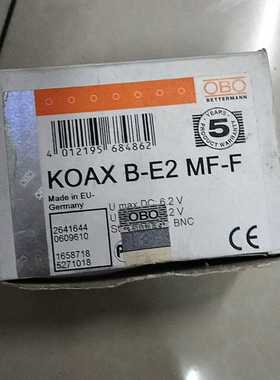 OBO
BETTERMANN
5
YEARS
PRODUCT WARRANTY
4 012195 684862
KOAX B-E2 MF-F
Made in EU-
Germany
U max DC: 6.2 V
2641644
0609610
OBO
2 V
BNC
1658718
5271018
CE